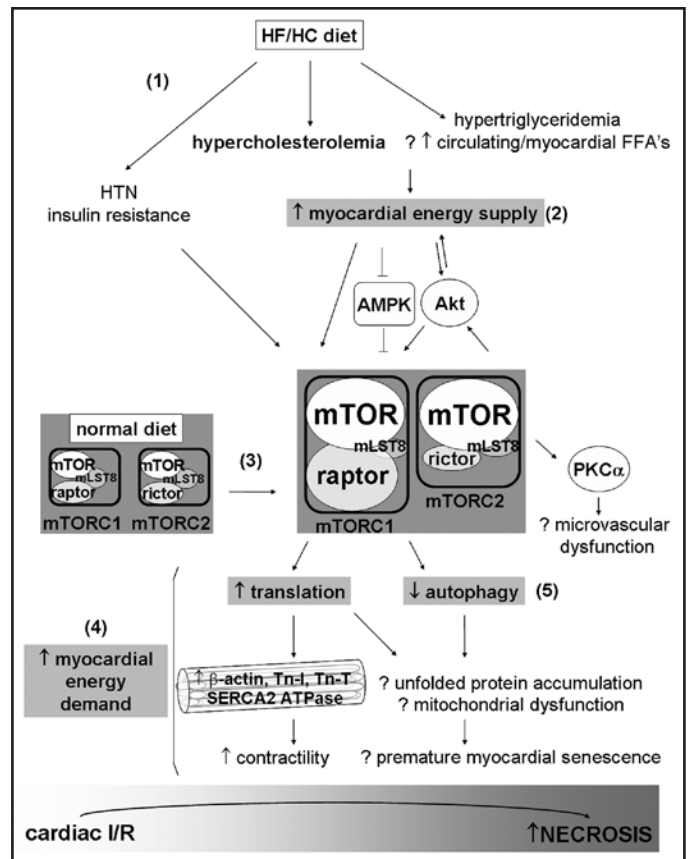 HF/HC diet
(1)
hypertriglyceridemia
hypercholesterolemia
? ↑ circulating/myocardial FFA's
HTN
insulin resistance
↑ myocardial energy supply
(2)
AMPK
Akt
normal diet
mTOR
mLST8
raptor
mTORC1
mTOR
mLST8
rictor
mTORC2
(3)
mTOR
mLST8
raptor
mTORC1
mTOR
mLST8
rictor
mTORC2
PKCα
? microvascular
dysfunction
↑ translation
↓ autophagy
(5)
(4)
↑ myocardial
energy
demand
↑ β-actin, Tn-I, Tn-T
SERCA2 ATPase
? unfolded protein accumulation
? mitochondrial dysfunction
↑ contractility
? premature myocardial senescence
cardiac I/R
↑NECROSIS